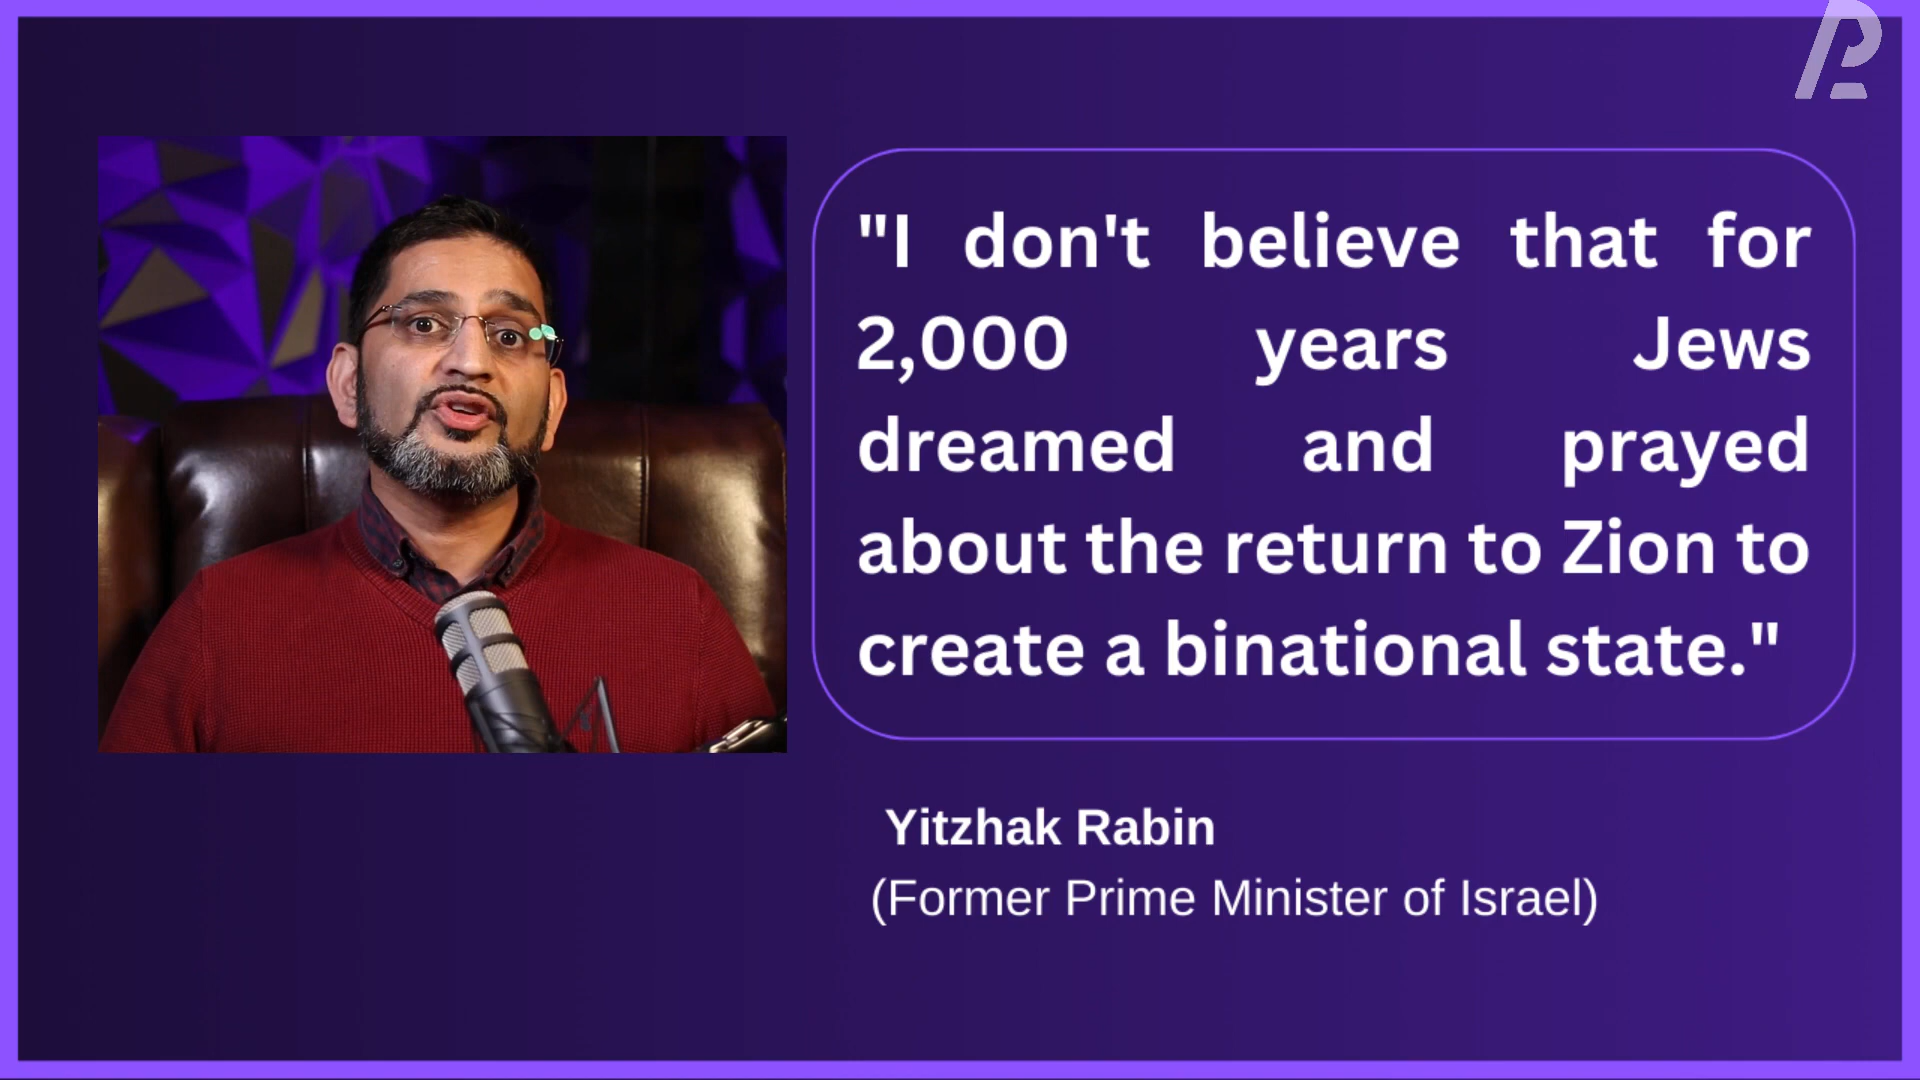 "I don't believe that for
2,000 years Jews
dreamed and prayed
about the return to Zion to
create a binational state."
Yitzhak Rabin
(Former Prime Minister of Israel)